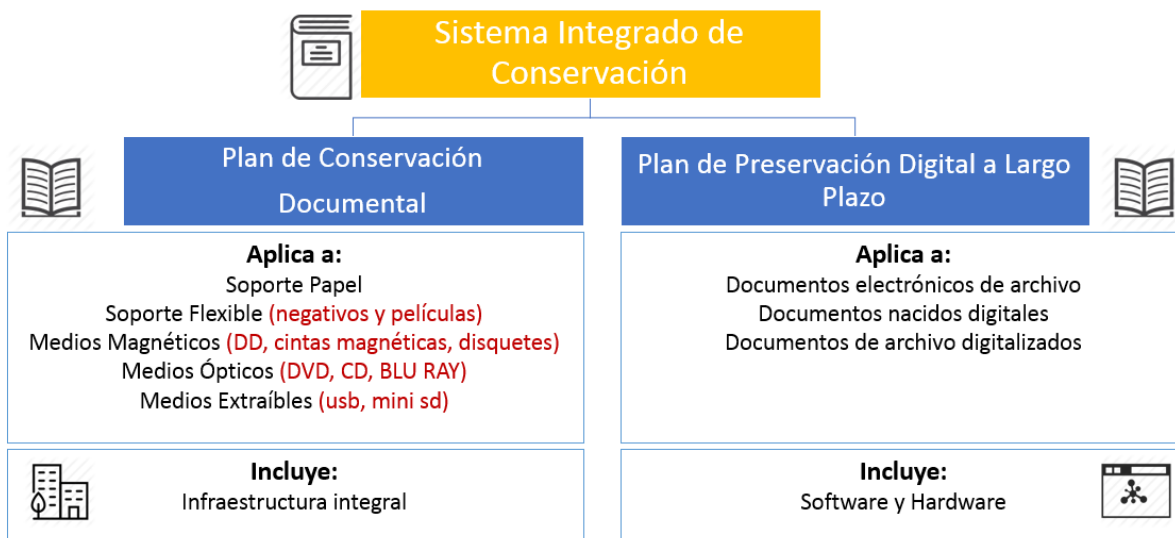 Sistema Integrado de
Conservación
Plan de Conservación
Documental
Aplica a:
Soporte Papel
Soporte Flexible (negativos y películas)
Medios Magnéticos (DD, cintas magnéticas, disquetes)
Medios Ópticos (DVD, CD, BLU RAY)
Medios Extraíbles (usb, mini sd)
Incluye:
Infraestructura integral
Plan de Preservación Digital a Largo
Plazo
Aplica a:
Documentos electrónicos de archivo
Documentos nacidos digitales
Documentos de archivo digitalizados
Incluye:
Software y Hardware